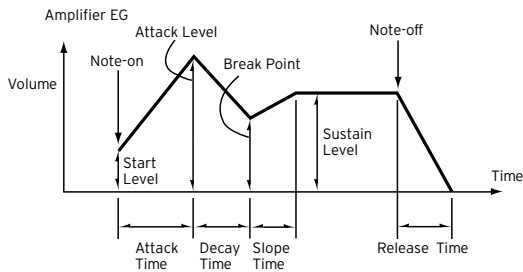 Amplifier EG
Attack Level
Note-off
Note-on
Break Point
Volume
Sustain
Level
Start
Level
Time
Attack
Time
Decay
Time
Slope
Time
Release Time